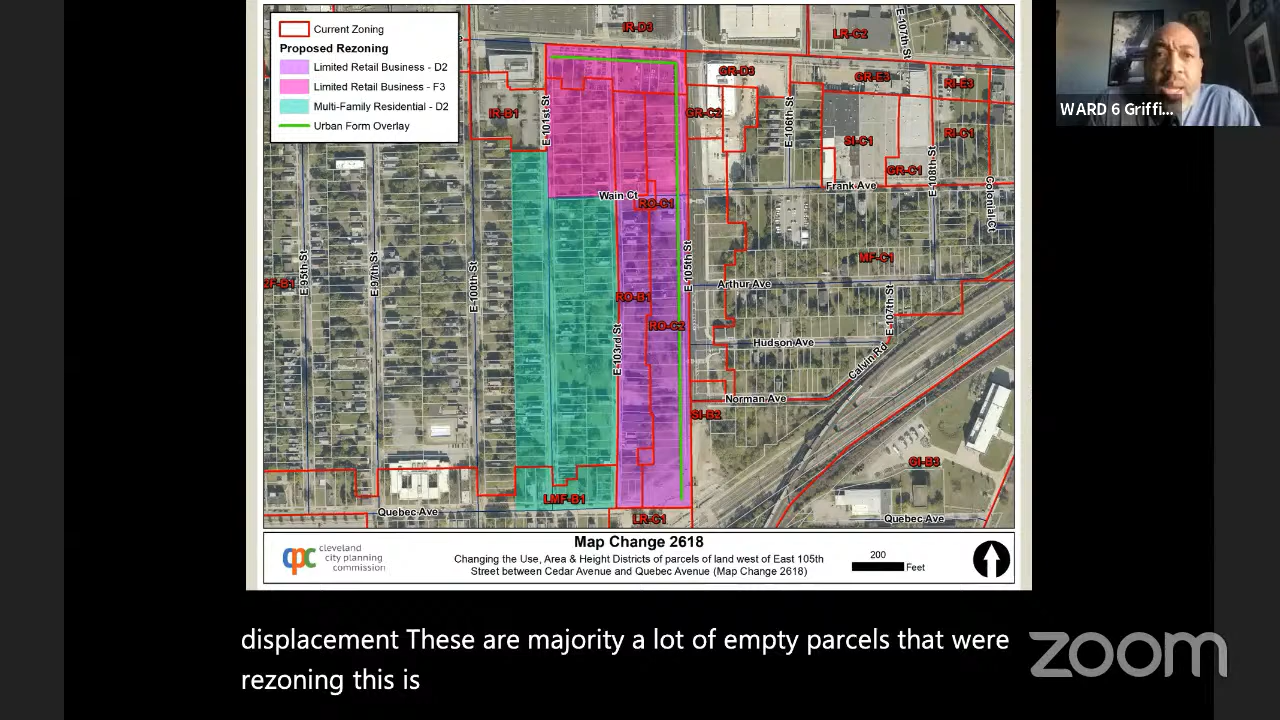 Current Zoning
Proposed Rezoning
Limited Retail Business - D2
Limited Retail Business - F3
Multi-Family Residential - D2
Urban Form Overlay
IR-D3
LR-C2
E 107th St
GR-D3
GR-E3
RI-E3
E 101st St
IR-B1
GR-C2
E 106th St
SI-C1
RI-C1
GR-C1
E 108th St
Frank Ave
Colonial Ct
Wain Ct
RO-C1
E 95th St
E 97th St
E 100th St
E 105th St
MF-C1
2F-B1
Arthur Ave
RO-B1
E 107th St
RO-C2
E 103rd St
Hudson Ave
Calvin Rd
Norman Ave
SI-B2
GI-B3
LMF-B1
Quebec Ave
LR-C1
Quebec Ave
Map Change 2618
cleveland
city planning
commission
cpc
Changing the Use, Area & Height Districts of parcels of land west of East 105th
Street between Cedar Avenue and Quebec Avenue (Map Change 2618)
200
Feet
WARD 6 Griffi...
displacement These are majority a lot of empty parcels that were
rezoning this is
zoom